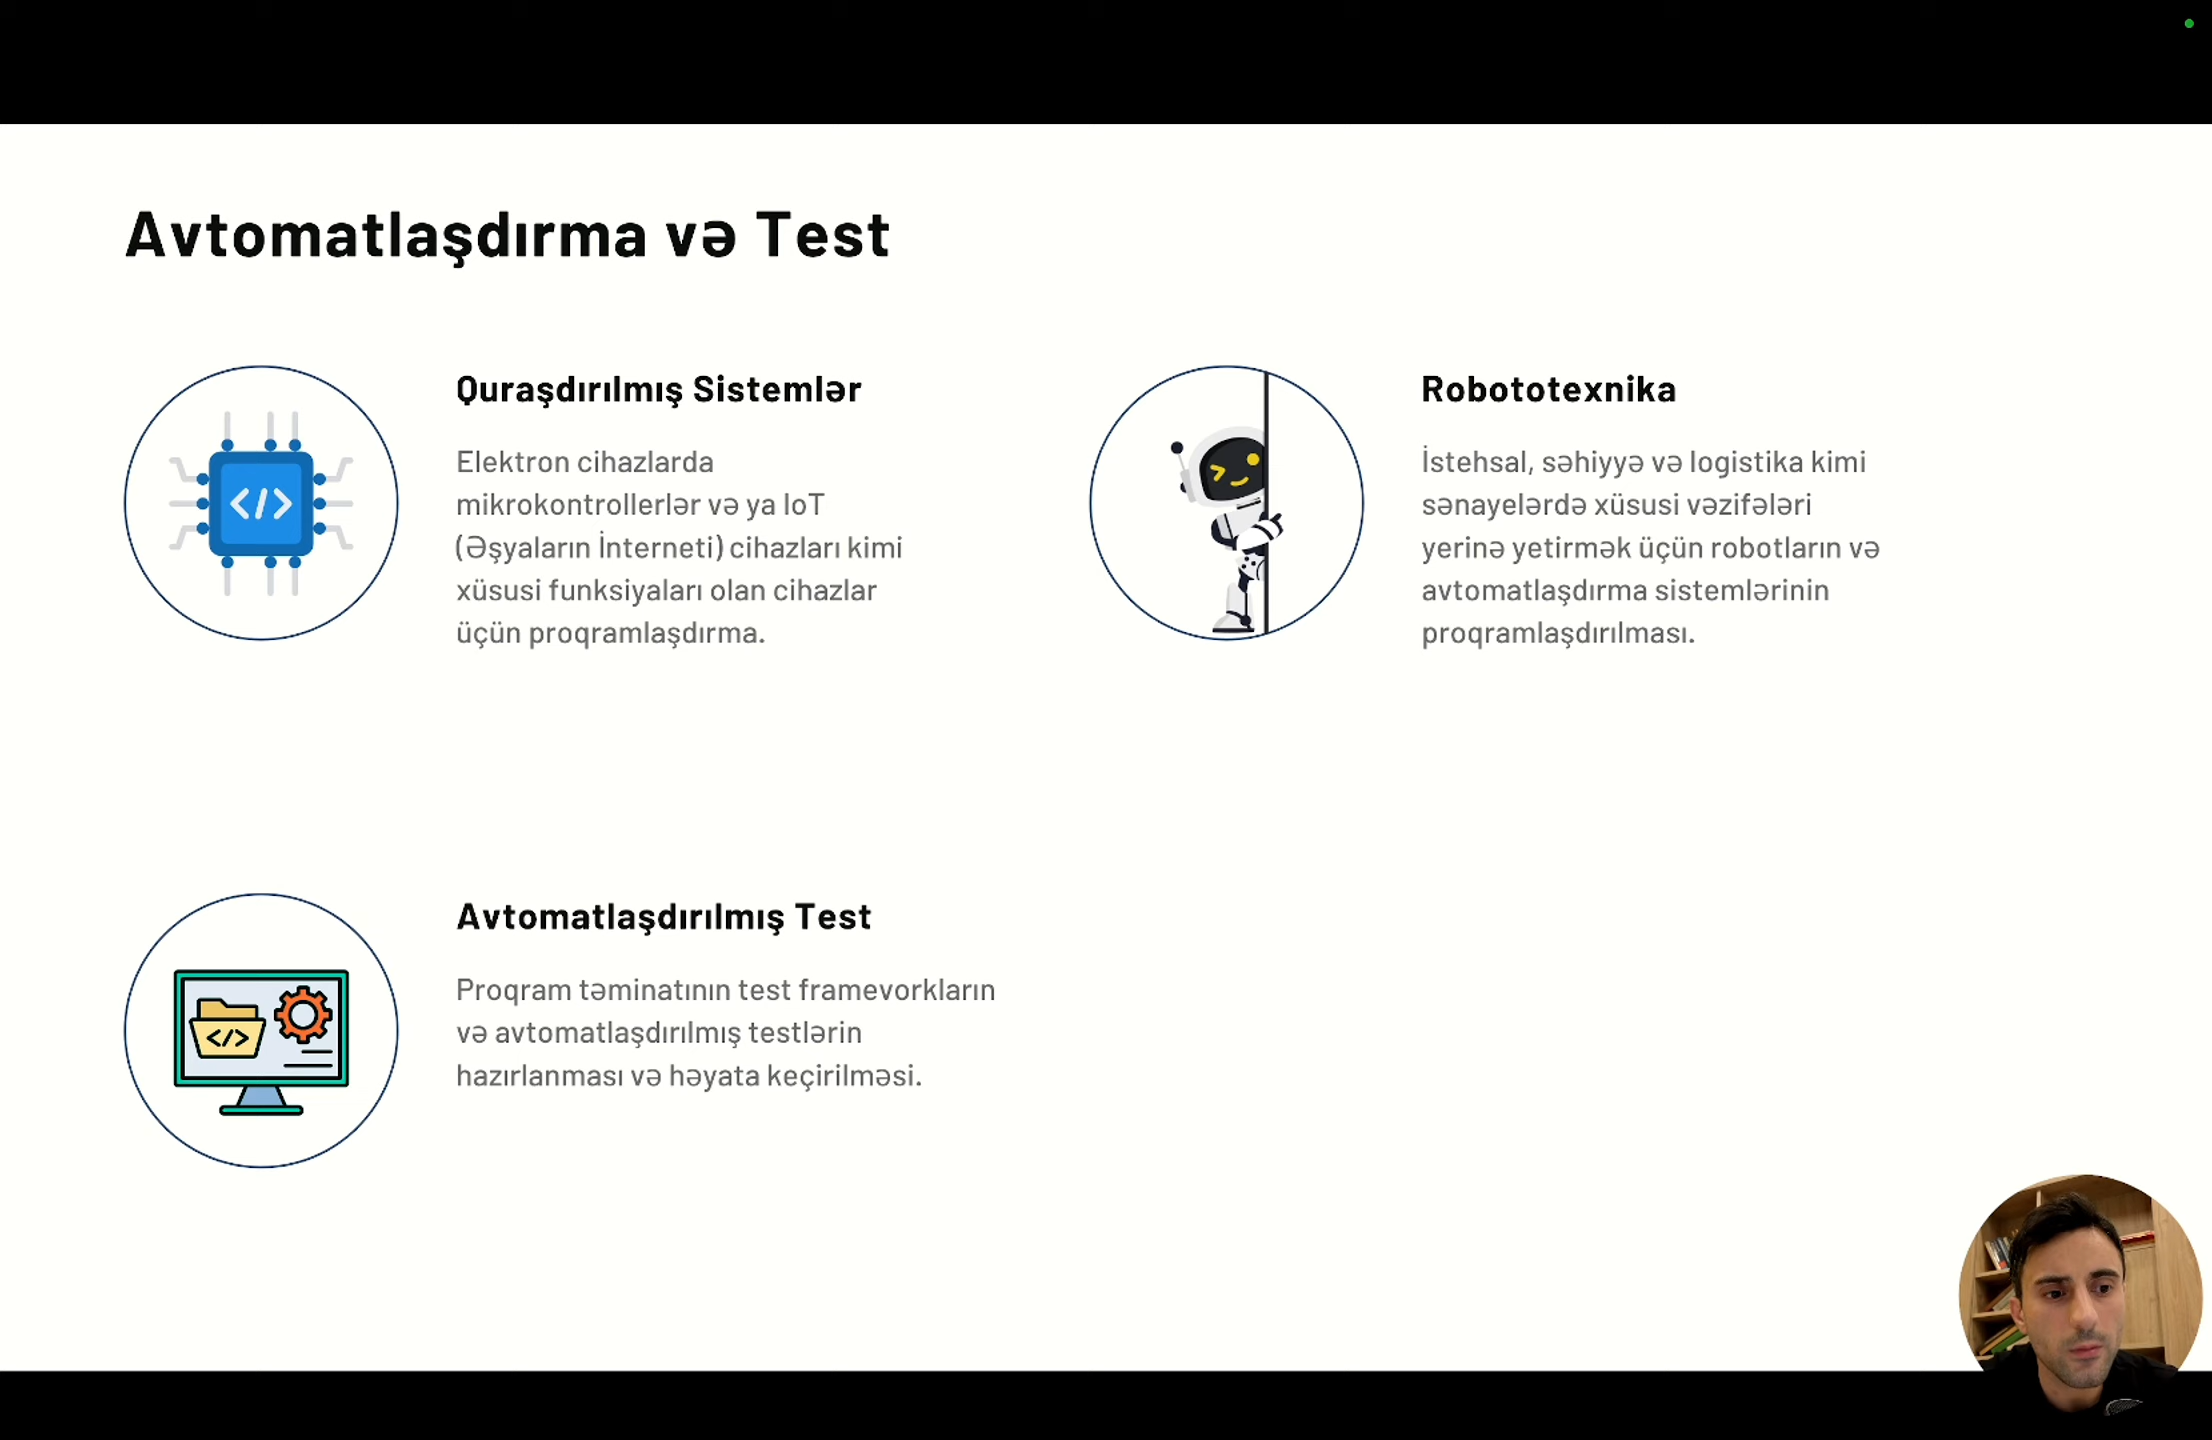 Avtomatlaşdırma və Test
Quraşdırılmış Sistemlər
Elektron cihazlarda
mikrokontrollerlər və ya IoT
(Əşyaların İnterneti) cihazları kimi
xüsusi funksiyaları olan cihazlar
üçün proqramlaşdırma.
Robototexnika
İstehsal, səhiyyə və logistika kimi
sənayelərdə xüsusi vəzifələri
yerinə yetirmək üçün robotların və
avtomatlaşdırma sistemlərinin
proqramlaşdırılması.
Avtomatlaşdırılmış Test
Proqram təminatının test framevorkların
və avtomatlaşdırılmış testlərin
hazırlanması və həyata keçirilməsi.